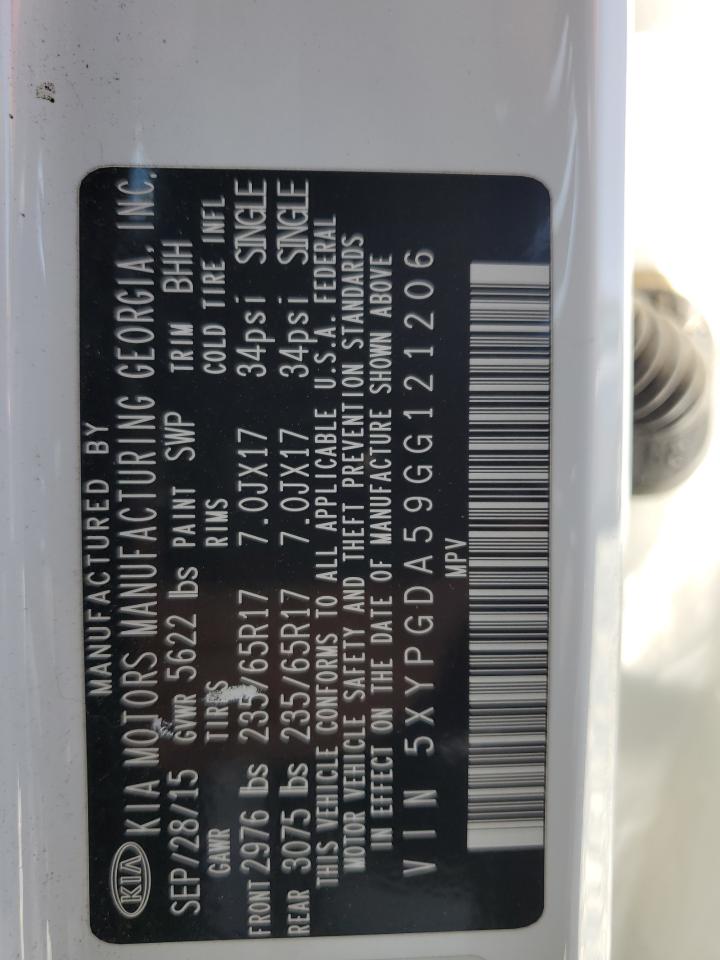 MANUFACTURED BY
KIA KIA MOTORS MANUFACTURING GEORGIA, INC.
SEP/28/15 GVWR 5622 lbs PAINT SWP TRIM BHH
GAWR TIRES RIMS COLD TIRE INFL
FRONT 2976 lbs 235/65R17 7.0JX17 34psi SINGLE
REAR 3075 lbs 235/65R17 7.0JX17 34psi SINGLE
THIS VEHICLE CONFORMS TO ALL APPLICABLE U.S.A. FEDERAL
MOTOR VEHICLE SAFETY AND THEFT PREVENTION STANDARDS
IN EFFECT ON THE DATE OF MANUFACTURE SHOWN ABOVE
VIN 5XYPGDA59GG121206
MPV